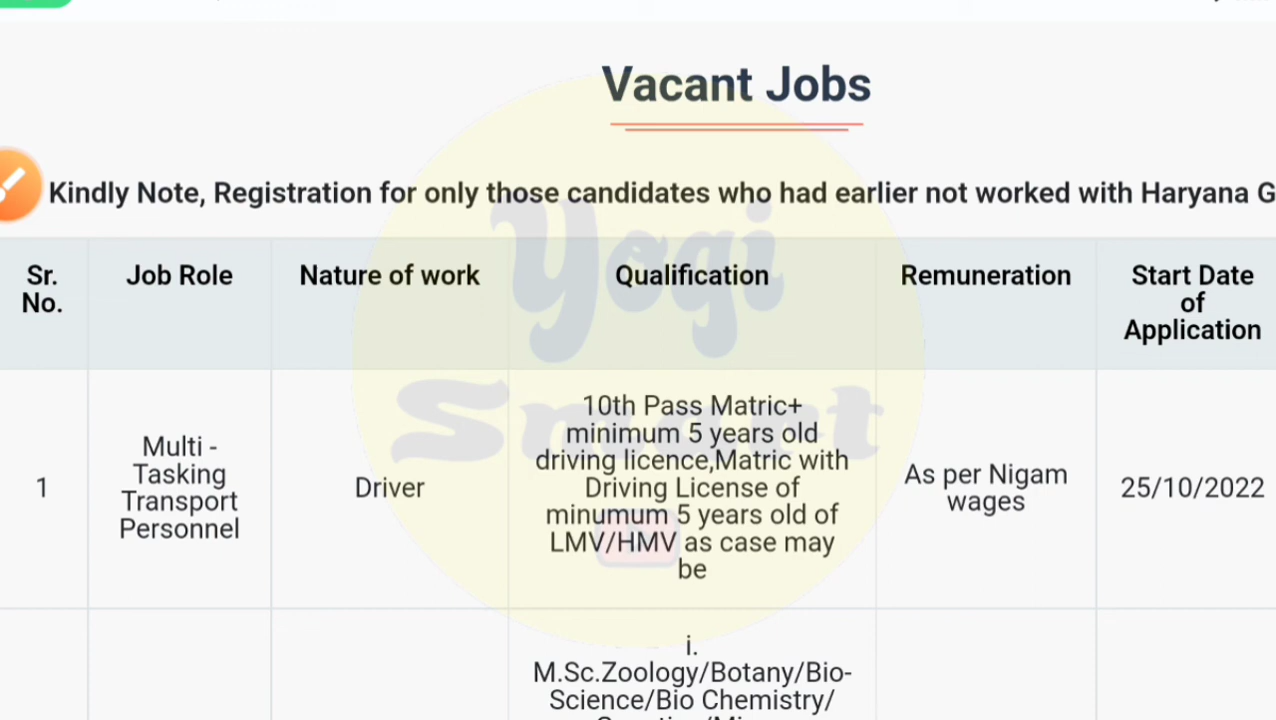 Vacant Jobs
Kindly Note, Registration for only those candidates who had earlier not worked with Haryana G
Sr.
No.
Job Role
Nature of work
Qualification
Remuneration
Start Date
of
Application
1
Multi -
Tasking
Transport
Personnel
Driver
10th Pass Matric+
minimum 5 years old
driving licence,Matric with
Driving License of
minumum 5 years old of
LMV/HMV as case may
be
As per Nigam
wages
25/10/2022
i.
M.Sc.Zoology/Botany/Bio-
Science/Bio Chemistry/
Yogi
Smart